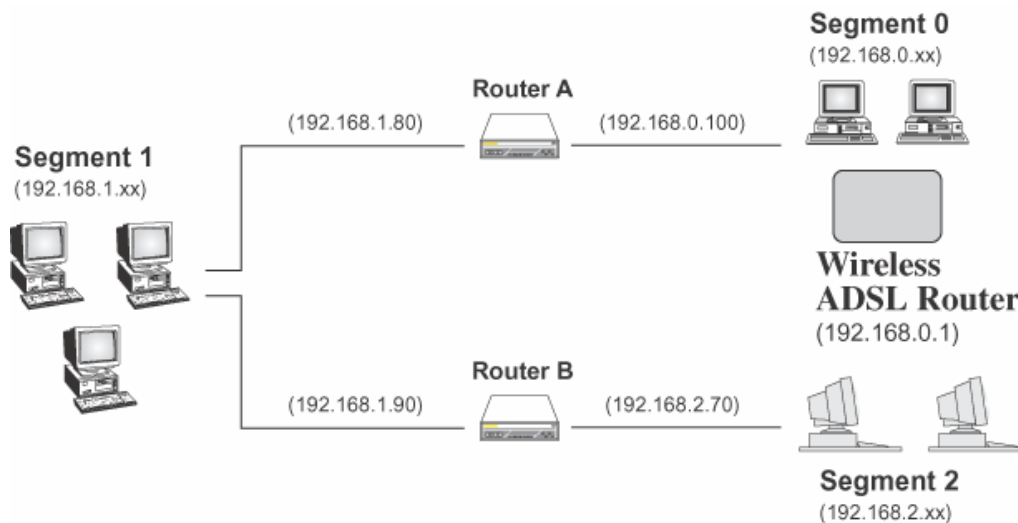 Segment 0
(192.168.0.xx)
Router A
(192.168.1.80)
(192.168.0.100)
Segment 1
(192.168.1.xx)
Wireless
ADSL Router
(192.168.0.1)
Router B
(192.168.1.90)
(192.168.2.70)
Segment 2
(192.168.2.xx)